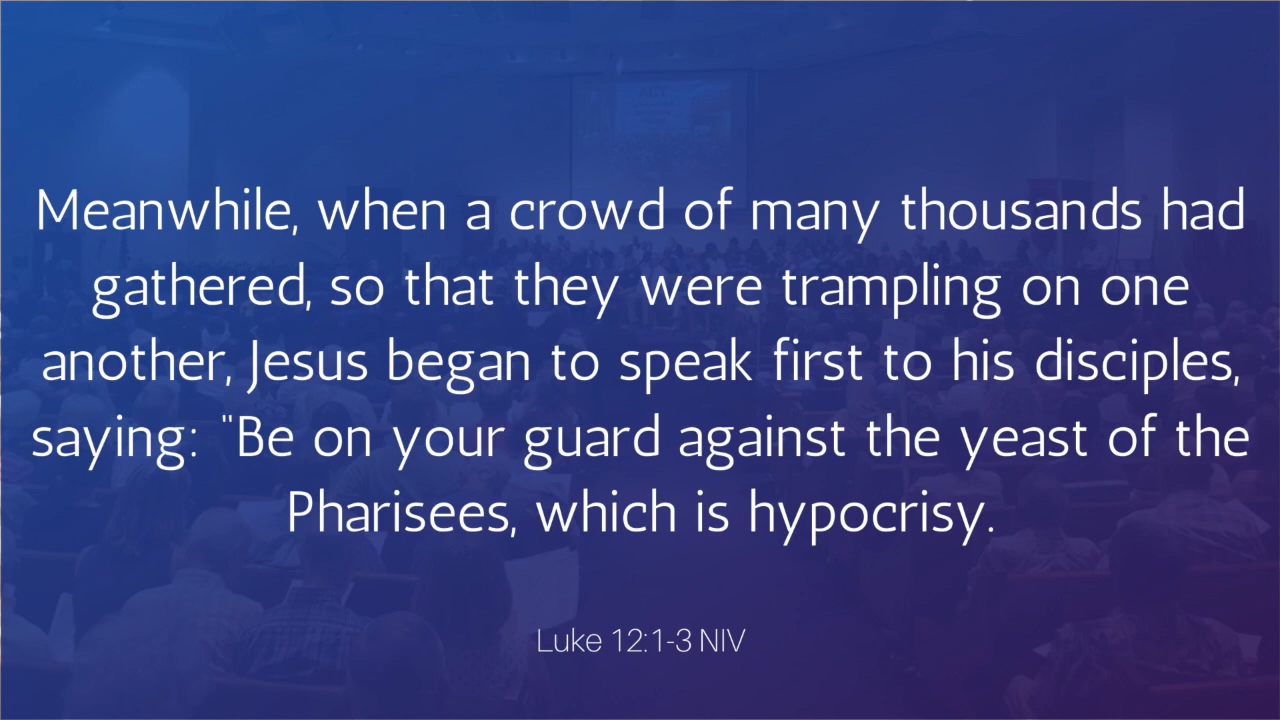 Meanwhile, when a crowd of many thousands had
gathered, so that they were trampling on one
another, Jesus began to speak first to his disciples,
saying: "Be on your guard against the yeast of the
Pharisees, which is hypocrisy.
Luke 12:1-3 NIV